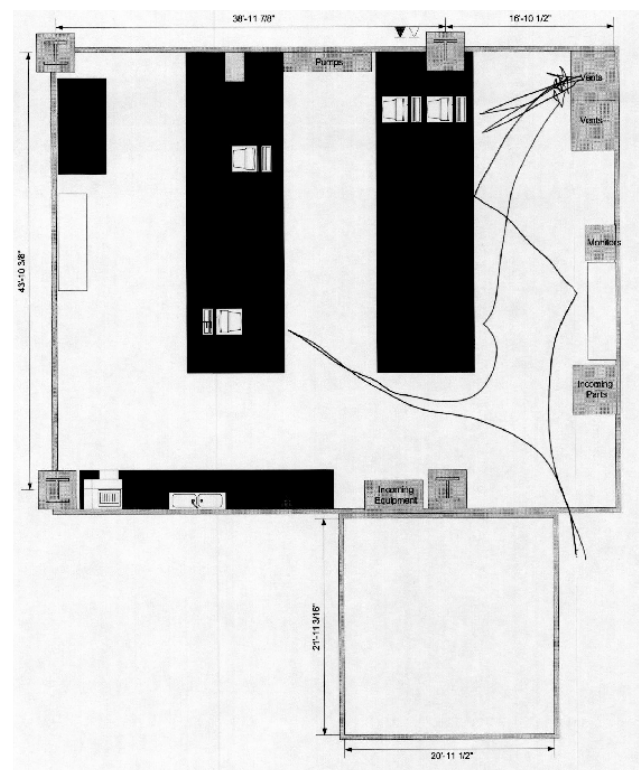 38'-11 7/8"
16'-10 1/2"
Pumps
Vents
Vents
43'-10 3/8"
Monitors
Incoming
Parts
Incoming
Equipment
21'-11 3/16"
20'-11 1/2"